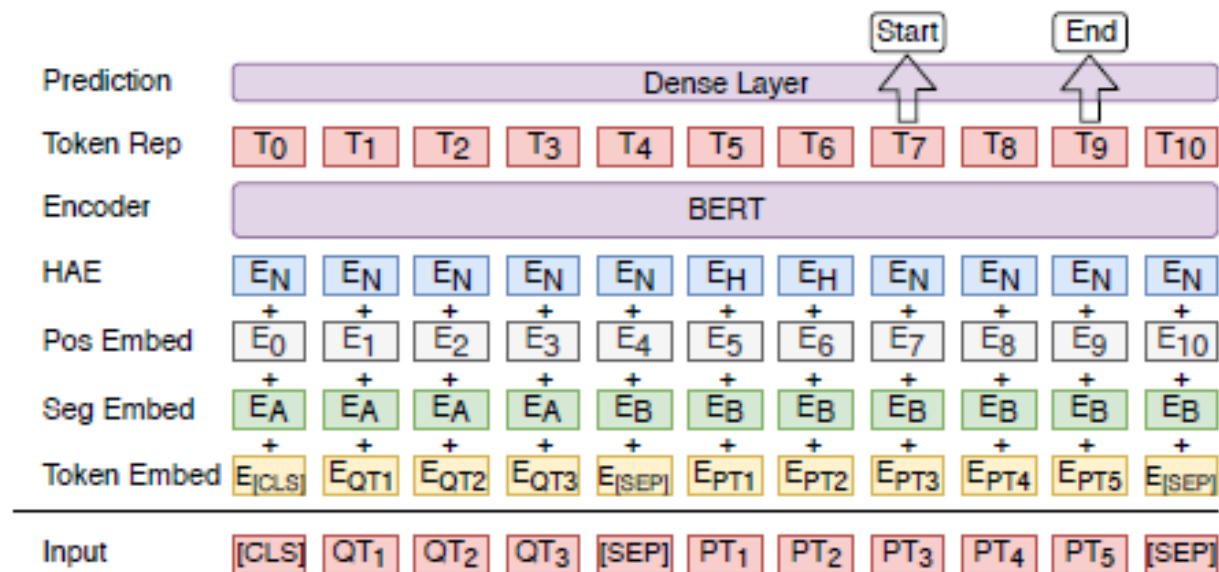 Start End
Prediction Dense Layer
Token Rep T0 T1 T2 T3 T4 T5 T6 T7 T8 T9 T10
Encoder BERT
HAE EN EN EN EN EN EH EH EN EN EN EN
+ + + + + + + + + + +
Pos Embed E0 E1 E2 E3 E4 E5 E6 E7 E8 E9 E10
+ + + + + + + + + + +
Seg Embed EA EA EA EA EB EB EB EB EB EB EB
+ + + + + + + + + + +
Token Embed E[CLS] EQT1 EQT2 EQT3 E[SEP] EPT1 EPT2 EPT3 EPT4 EPT5 E[SEP]
Input [CLS] QT1 QT2 QT3 [SEP] PT1 PT2 PT3 PT4 PT5 [SEP]